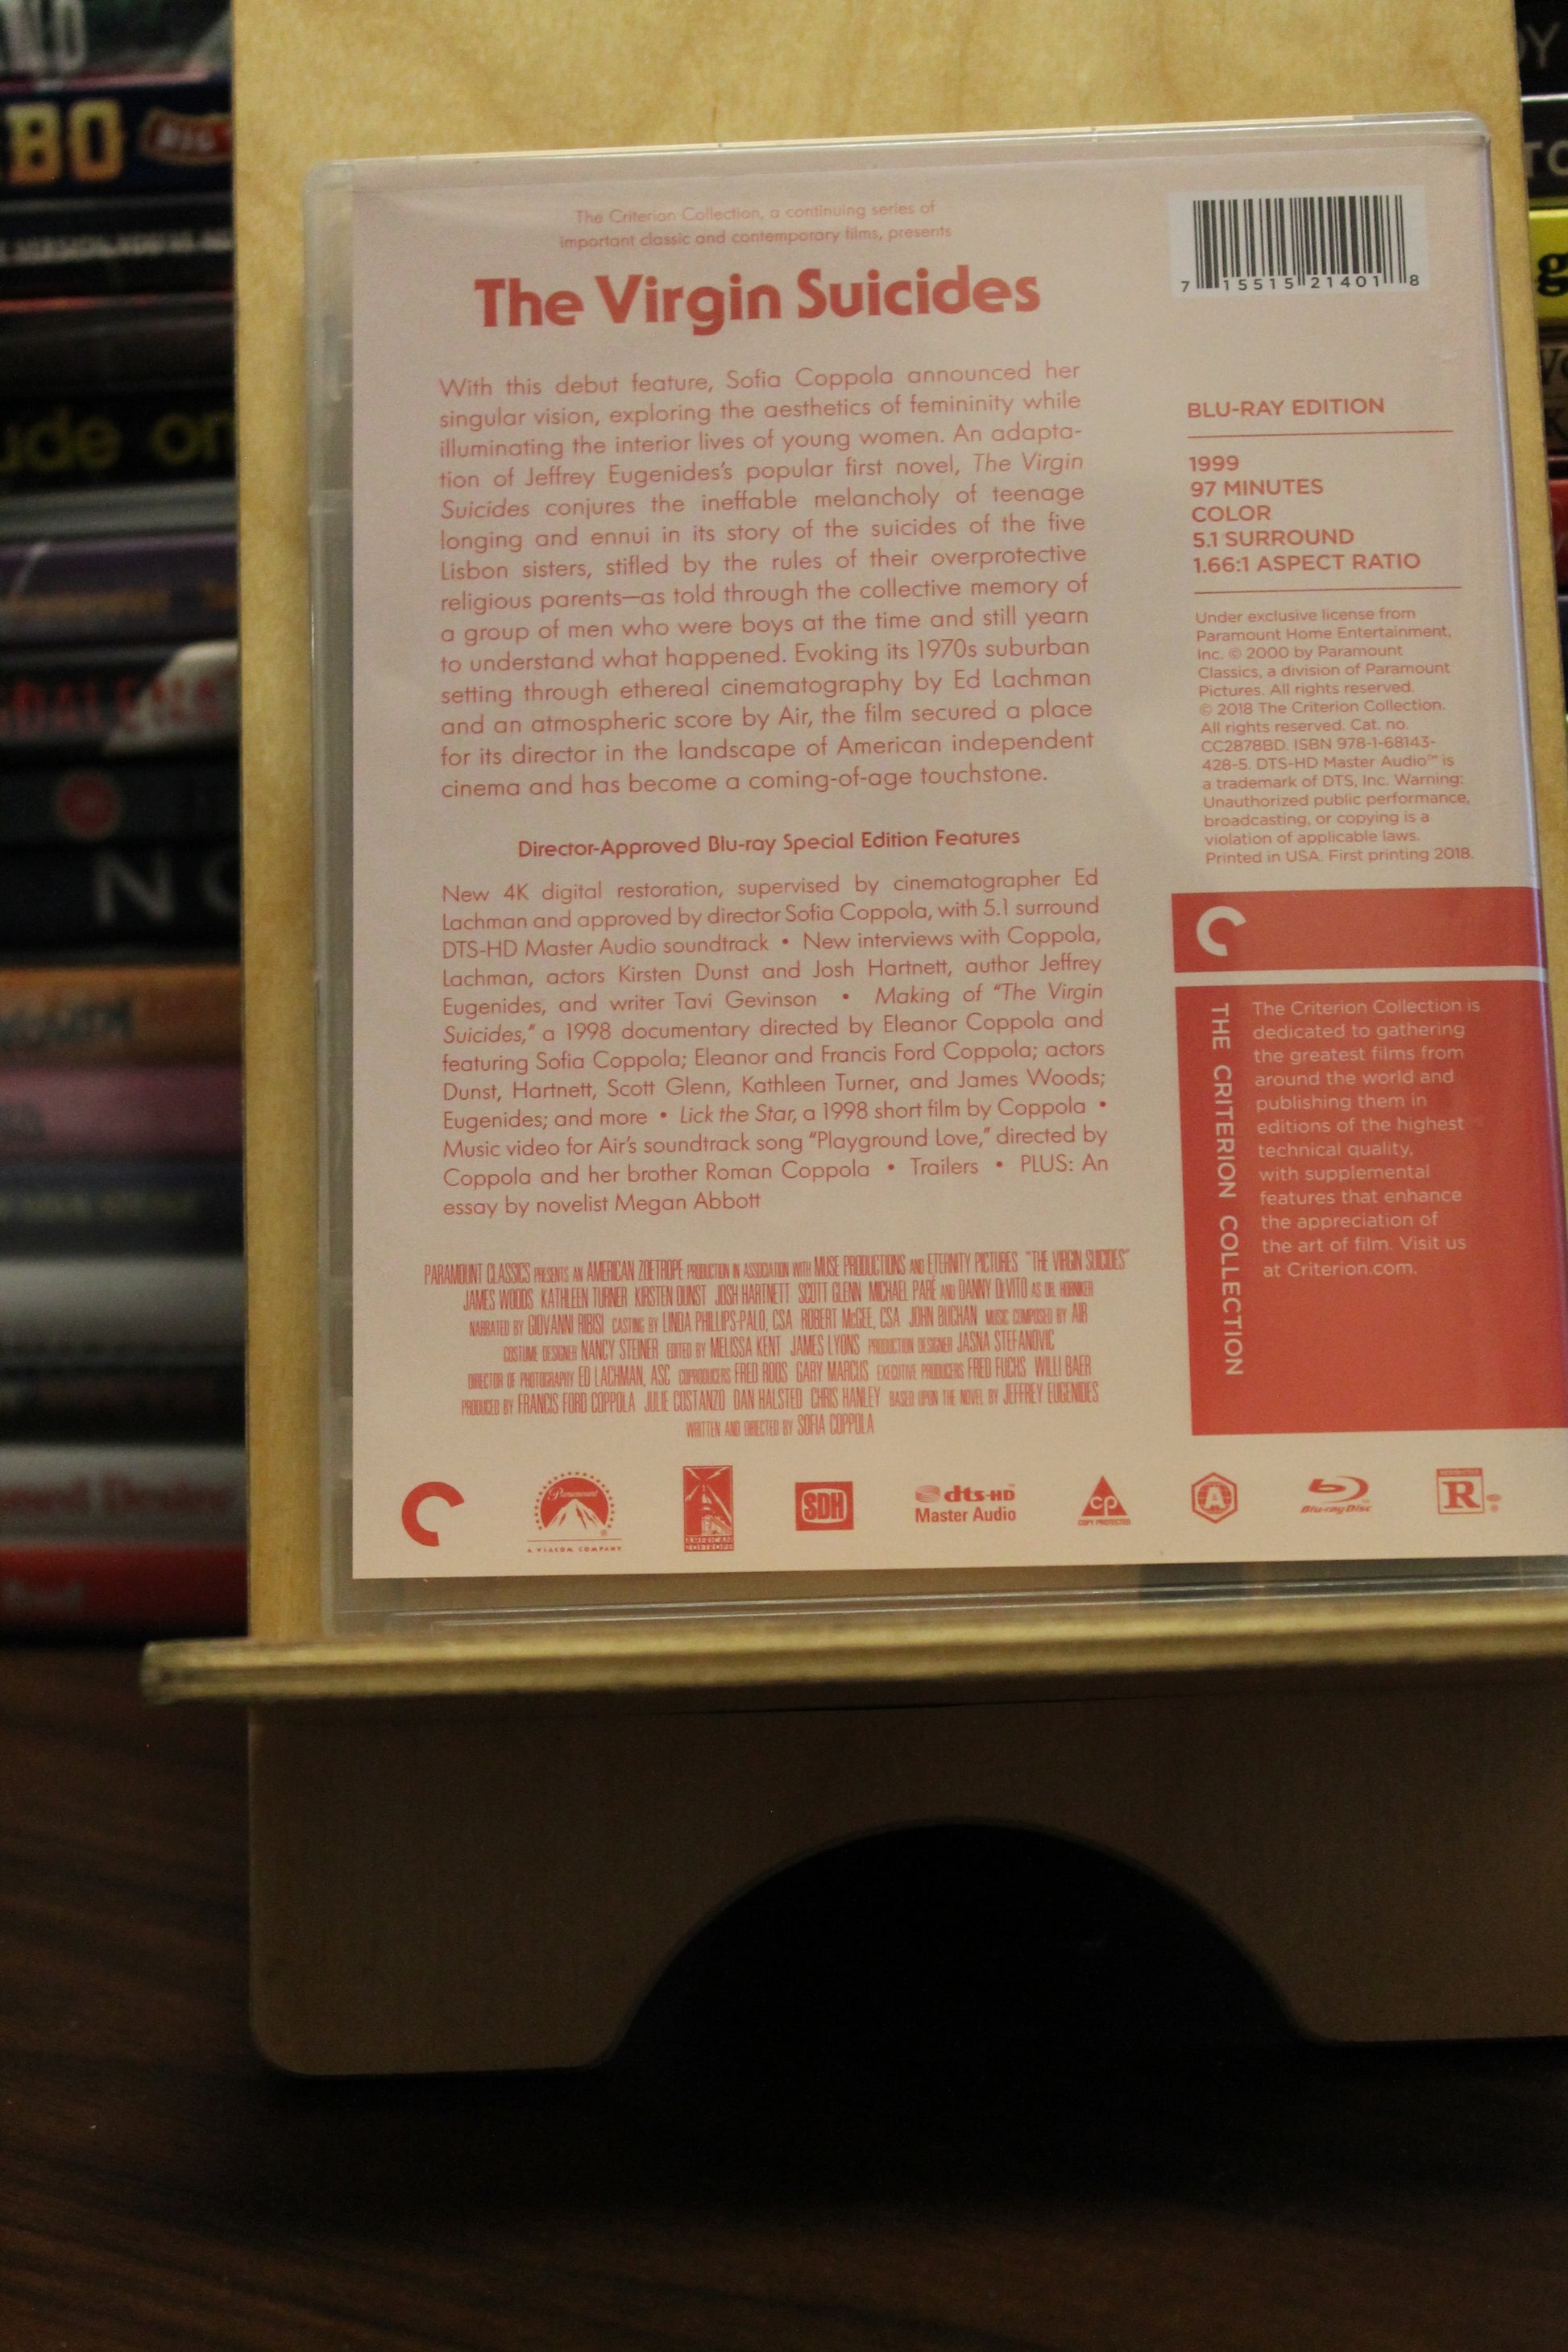 The Criterion Collection, a continuing series of
important classic and contemporary films, presents
The Virgin Suicides
With this debut feature, Sofia Coppola announced her
singular vision, exploring the aesthetics of femininity while
illuminating the interior lives of young women. An adapta-
tion of Jeffrey Eugenides's popular first novel, The Virgin
Suicides conjures the ineffable melancholy of teenage
longing and ennui in its story of the suicides of the five
Lisbon sisters, stifled by the rules of their overprotective
religious parents—as told through the collective memory of
a group of men who were boys at the time and still yearn
to understand what happened. Evoking its 1970s suburban
setting through ethereal cinematography by Ed Lachman
and an atmospheric score by Air, the film secured a place
for its director in the landscape of American independent
cinema and has become a coming-of-age touchstone.
Director-Approved Blu-ray Special Edition Features
New 4K digital restoration, supervised by cinematographer Ed
Lachman and approved by director Sofia Coppola, with 5.1 surround
DTS-HD Master Audio soundtrack • New interviews with Coppola,
Lachman, actors Kirsten Dunst and Josh Hartnett, author Jeffrey
Eugenides, and writer Tavi Gevinson • Making of "The Virgin
Suicides," a 1998 documentary directed by Eleanor Coppola and
featuring Sofia Coppola; Eleanor and Francis Ford Coppola; actors
Dunst, Hartnett, Scott Glenn, Kathleen Turner, and James Woods;
Eugenides; and more • Lick the Star, a 1998 short film by Coppola •
Music video for Air's soundtrack song "Playground Love," directed by
Coppola and her brother Roman Coppola • Trailers • PLUS: An
essay by novelist Megan Abbott
PARAMOUNT CLASSICS PRESENTS AN AMERICAN ZOETROPE PRODUCTION IN ASSOCIATION WITH MUSE PRODUCTIONS AND ETERNITY PICTURES "THE VIRGIN SUICIDES"
JAMES WOODS KATHLEEN TURNER KIRSTEN DUNST JOSH HARTNETT SCOTT GLENN MICHAEL PARÉ AND DANNY DeVITO AS DR. HORNIKER
NARRATED BY GIOVANNI RIBISI CASTING BY LINDA PHILLIPS-PALO, CSA ROBERT McGEE, CSA JOHN BUCHAN MUSIC COMPOSED BY AIR
COSTUME DESIGNER NANCY STEINER EDITED BY MELISSA KENT JAMES LYONS PRODUCTION DESIGNER JASNA STEFANOVIC
DIRECTOR OF PHOTOGRAPHY ED LACHMAN, ASC COPRODUCERS FRED ROOS GARY MARCUS EXECUTIVE PRODUCERS FRED FUCHS WILLI BAER
PRODUCED BY FRANCIS FORD COPPOLA JULIE COSTANZO DAN HALSTED CHRIS HANLEY BASED UPON THE NOVEL BY JEFFREY EUGENIDES
WRITTEN AND DIRECTED BY SOFIA COPPOLA
Paramount
A VIACOM COMPANY
AMERICAN
ZOETROPE
SDH
dts-HD
Master Audio
cp
COPY PROTECTED
A
Blu-ray Disc
RESTRICTED
R
7 15515 21401 8
BLU-RAY EDITION
1999
97 MINUTES
COLOR
5.1 SURROUND
1.66:1 ASPECT RATIO
Under exclusive license from
Paramount Home Entertainment,
Inc. © 2000 by Paramount
Classics, a division of Paramount
Pictures. All rights reserved.
© 2018 The Criterion Collection.
All rights reserved. Cat. no.
CC2878BD. ISBN 978-1-68143-
428-5. DTS-HD Master Audio™ is
a trademark of DTS, Inc. Warning:
Unauthorized public performance,
broadcasting, or copying is a
violation of applicable laws.
Printed in USA. First printing 2018.
THE CRITERION COLLECTION
The Criterion Collection is
dedicated to gathering
the greatest films from
around the world and
publishing them in
editions of the highest
technical quality,
with supplemental
features that enhance
the appreciation of
the art of film. Visit us
at Criterion.com.